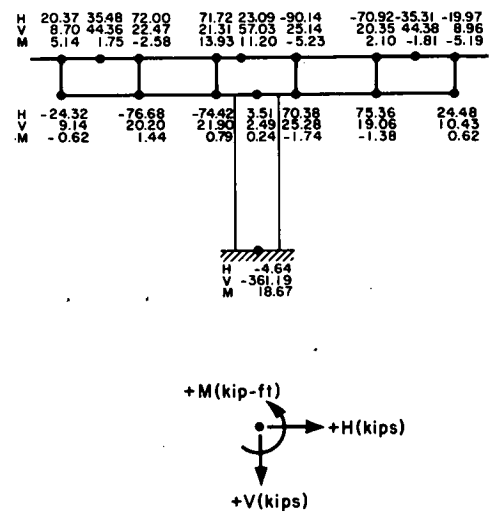 H 20.37 35.48 72.00 71.72 23.09 -90.14 -70.92 -35.31 -19.97
V 8.70 44.36 22.47 21.31 57.03 25.14 20.35 44.38 8.96
M 5.14 1.75 -2.58 13.93 11.20 -5.23 2.10 -1.81 -5.19
H -24.32 -76.68 -74.42 3.51 70.38 75.36 24.48
V 9.14 20.20 21.90 2.49 25.28 19.06 10.43
M -0.62 1.44 0.79 0.24 -1.74 -1.38 0.62
H -4.64
V -361.19
M 18.67
+M(kip-ft)
+H(kips)
+V(kips)